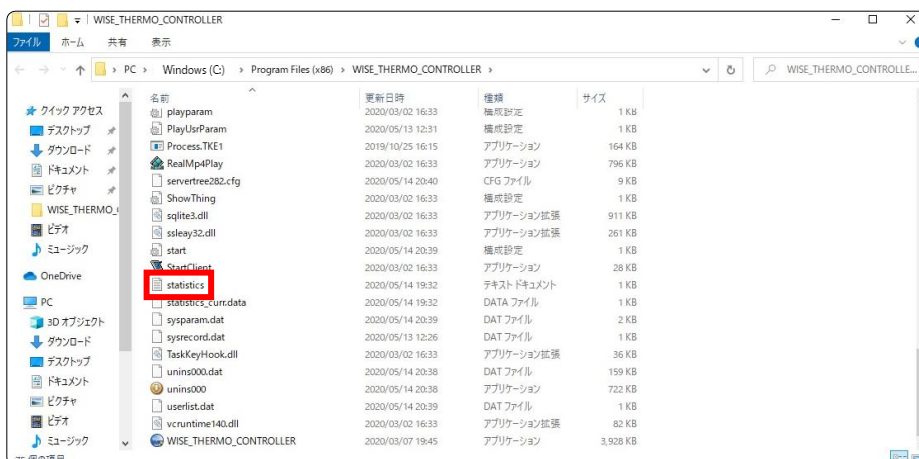 WISE_THERMO_CONTROLLER
ファイル ホーム 共有 表示
PC > Windows (C:) > Program Files (x86) > WISE_THERMO_CONTROLLER >
WISE_THERMO_CONTROLLE...
名前 更新日時 種類 サイズ
クイック アクセス
デスクトップ
ダウンロード
ドキュメント
ピクチャ
WISE_THERMO_
ビデオ
ミュージック
OneDrive
PC
3D オブジェクト
ダウンロード
デスクトップ
ドキュメント
ピクチャ
ビデオ
ミュージック
playparam 2020/03/02 16:33 構成設定 1 KB
PlayUsrParam 2020/05/13 12:31 構成設定 1 KB
Process.TKE1 2019/10/25 16:15 アプリケーション 164 KB
RealMp4Play 2020/03/02 16:33 アプリケーション 796 KB
servertree282.cfg 2020/05/14 20:40 CFG ファイル 9 KB
ShowThing 2020/03/02 16:33 構成設定 1 KB
sqlite3.dll 2020/03/02 16:33 アプリケーション拡張 911 KB
ssleay32.dll 2020/03/02 16:33 アプリケーション拡張 261 KB
start 2020/05/14 20:39 構成設定 1 KB
StartClient 2020/03/02 16:33 アプリケーション 28 KB
statistics 2020/05/14 19:32 テキスト ドキュメント 1 KB
statistics_curr.data 2020/05/14 19:32 DATA ファイル 1 KB
sysparam.dat 2020/05/14 20:39 DAT ファイル 2 KB
sysrecord.dat 2020/05/13 12:26 DAT ファイル 1 KB
TaskKeyHook.dll 2020/03/02 16:33 アプリケーション拡張 36 KB
unins000.dat 2020/05/14 20:38 DAT ファイル 159 KB
unins000 2020/05/14 20:38 アプリケーション 722 KB
userlist.dat 2020/05/14 20:39 DAT ファイル 1 KB
vcruntime140.dll 2020/03/02 16:33 アプリケーション拡張 82 KB
WISE_THERMO_CONTROLLER 2020/03/07 19:45 アプリケーション 3,928 KB